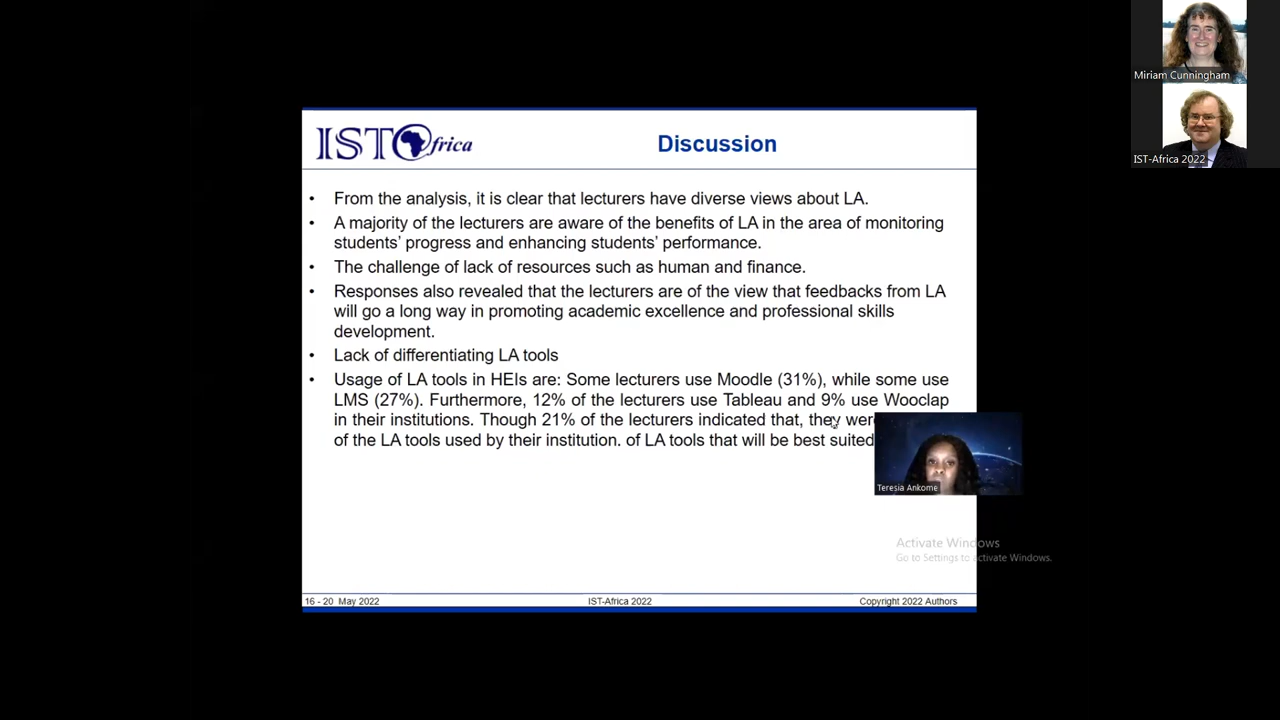 Miriam Cunningham
IST-Africa 2022
IST Africa
Discussion
• From the analysis, it is clear that lecturers have diverse views about LA.
• A majority of the lecturers are aware of the benefits of LA in the area of monitoring
students' progress and enhancing students' performance.
• The challenge of lack of resources such as human and finance.
• Responses also revealed that the lecturers are of the view that feedbacks from LA
will go a long way in promoting academic excellence and professional skills
development.
• Lack of differentiating LA tools
• Usage of LA tools in HEIs are: Some lecturers use Moodle (31%), while some use
LMS (27%). Furthermore, 12% of the lecturers use Tableau and 9% use Wooclap
in their institutions. Though 21% of the lecturers indicated that, they
of the LA tools used by their institution. of LA tools that will be best suited
Teresia Ankome
Activate Windows
Go to Settings to activate Windows.
16 - 20 May 2022
IST-Africa 2022
Copyright 2022 Authors